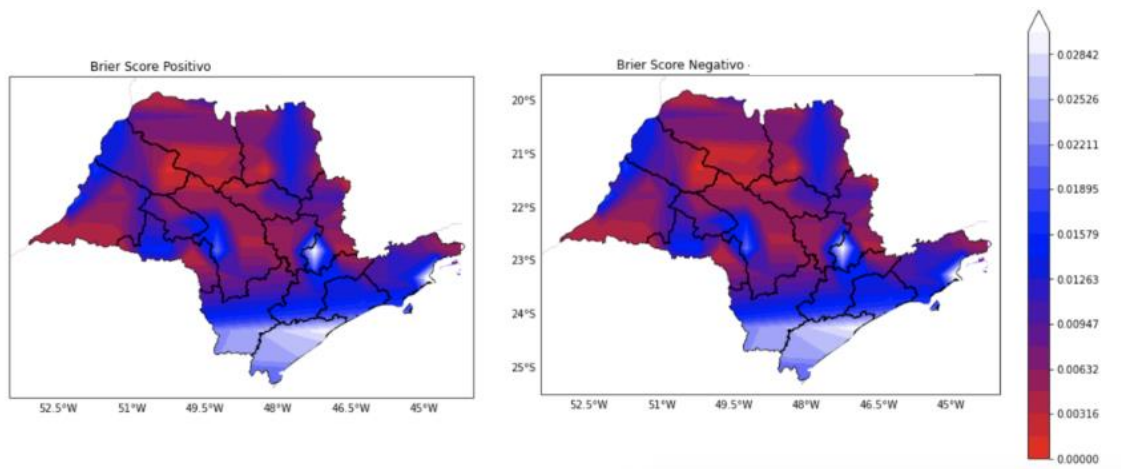 Brier Score Positivo
Brier Score Negativo
20°S
21°S
22°S
23°S
24°S
25°S
52.5°W 51°W 49.5°W 48°W 46.5°W 45°W
52.5°W 51°W 49.5°W 48°W 46.5°W 45°W
0.02842
0.02526
0.02211
0.01895
0.01579
0.01263
0.00947
0.00632
0.00316
0.00000